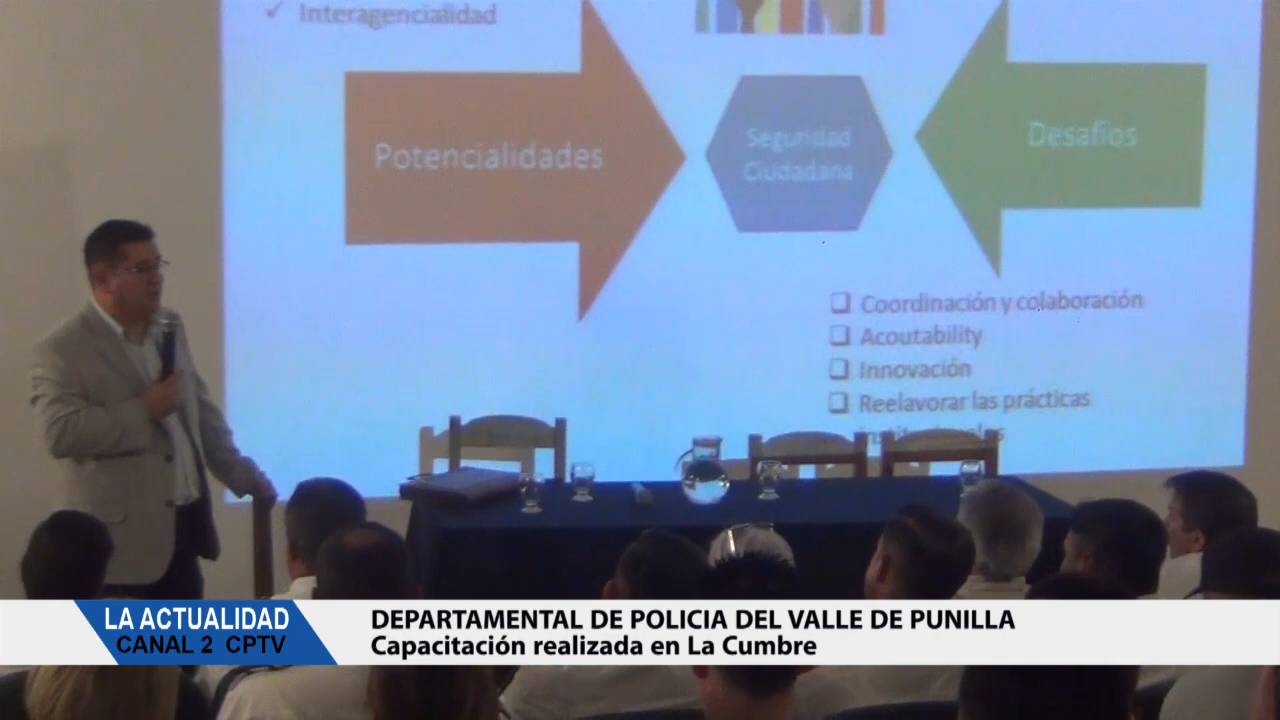 ✓ Interagencialidad
Potencialidades
Seguridad
Ciudadana
Desafíos
❑ Coordinación y colaboración
❑ Acoutability
❑ Innovación
❑ Reelavorar las prácticas
LA ACTUALIDAD
CANAL 2 CPTV
DEPARTAMENTAL DE POLICIA DEL VALLE DE PUNILLA
Capacitación realizada en La Cumbre